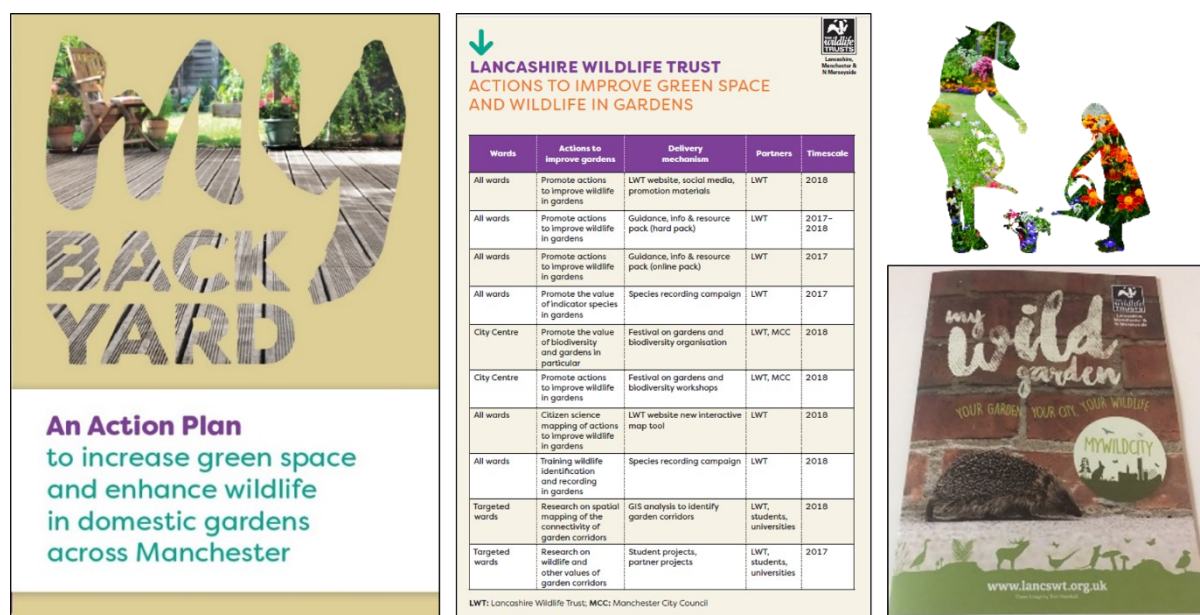 my
BACK
YARD
An Action Plan
to increase green space
and enhance wildlife
in domestic gardens
across Manchester
THE
wildlife
TRUSTS
Lancashire,
Manchester &
N Merseyside
LANCASHIRE WILDLIFE TRUST
ACTIONS TO IMPROVE GREEN SPACE
AND WILDLIFE IN GARDENS
Wards Actions to improve gardens Delivery mechanism Partners Timescale
All wards Promote actions to improve wildlife in gardens LWT website, social media, promotion materials LWT 2018
All wards Promote actions to improve wildlife in gardens Guidance, info & resource pack (hard pack) LWT 2017–2018
All wards Promote actions to improve wildlife in gardens Guidance, info & resource pack (online pack) LWT 2017
All wards Promote the value of indicator species in gardens Species recording campaign LWT 2017
City Centre Promote the value of biodiversity and gardens in particular Festival on gardens and biodiversity organisation LWT, MCC 2018
City Centre Promote actions to improve wildlife in gardens Festival on gardens and biodiversity workshops LWT, MCC 2018
All wards Citizen science mapping of actions to improve wildlife in gardens LWT website new interactive map tool LWT 2018
All wards Training wildlife identification and recording in gardens Species recording campaign LWT 2018
Targeted wards Research on spatial mapping of the connectivity of garden corridors GIS analysis to identify garden corridors LWT, students, universities 2018
Targeted wards Research on wildlife and other values of garden corridors Student projects, partner projects LWT, students, universities 2017
LWT: Lancashire Wildlife Trust; MCC: Manchester City Council
my
wild
garden
YOUR GARDEN, YOUR CITY, YOUR WILDLIFE
MYWILDCITY
wildlife
TRUSTS
Lancashire,
Manchester &
N Merseyside
www.lancswt.org.uk